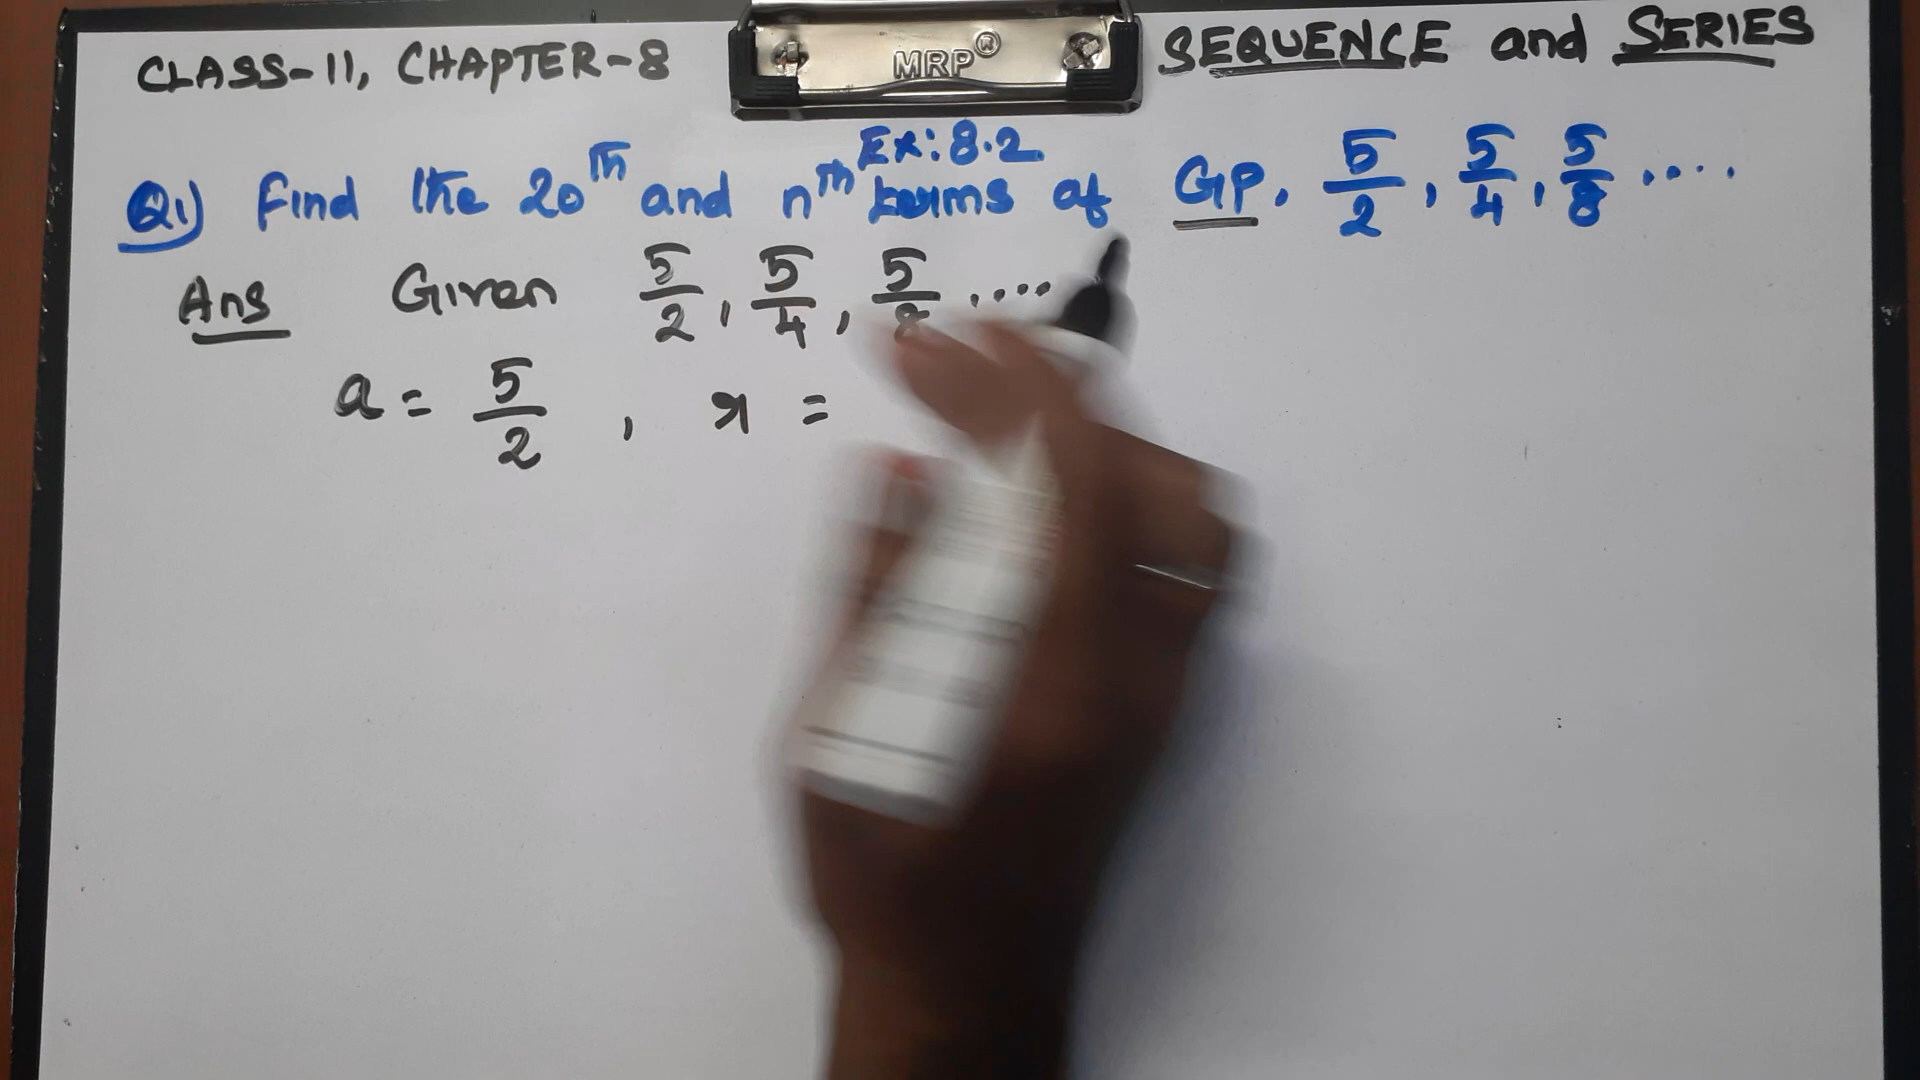 CLASS-11, CHAPTER-8
MRP®
SEQUENCE and SERIES
Ex: 8.2
Q1) Find the 20th and nth terms of GP, 5/2, 5/4, 5/8 ....
Ans Given 5/2, 5/4, 5/8 ....
a = 5/2, r =